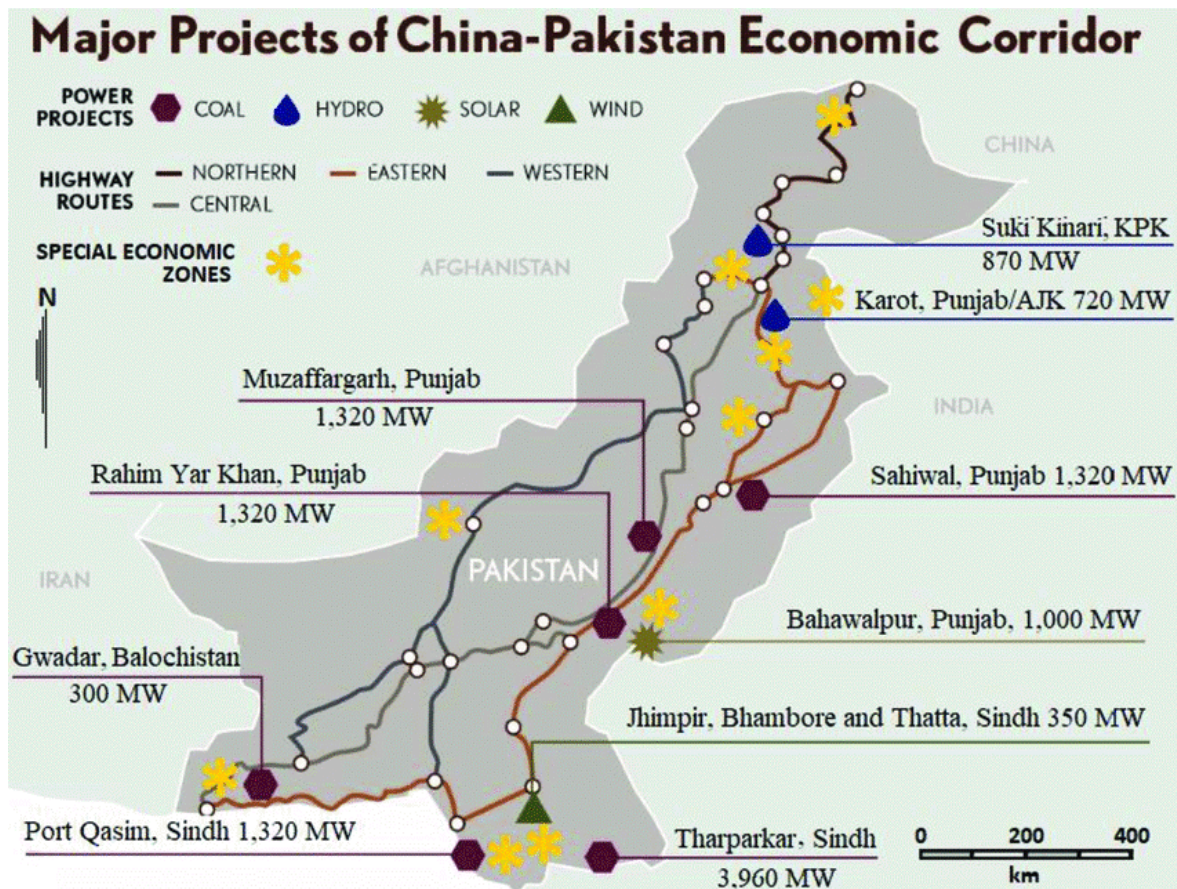 Major Projects of China-Pakistan Economic Corridor
POWER
PROJECTS
COAL
HYDRO
SOLAR
WIND
HIGHWAY
ROUTES
NORTHERN
EASTERN
WESTERN
CENTRAL
SPECIAL ECONOMIC
ZONES
N
CHINA
AFGHANISTAN
Suki Kinari, KPK
870 MW
Karot, Punjab/AJK 720 MW
Muzaffargarh, Punjab
1,320 MW
INDIA
Rahim Yar Khan, Punjab
1,320 MW
Sahiwal, Punjab 1,320 MW
PAKISTAN
IRAN
Bahawalpur, Punjab, 1,000 MW
Gwadar, Balochistan
300 MW
Jhimpir, Bhambore and Thatta, Sindh 350 MW
Port Qasim, Sindh 1,320 MW
Tharparkar, Sindh
3,960 MW
0 200 400
km